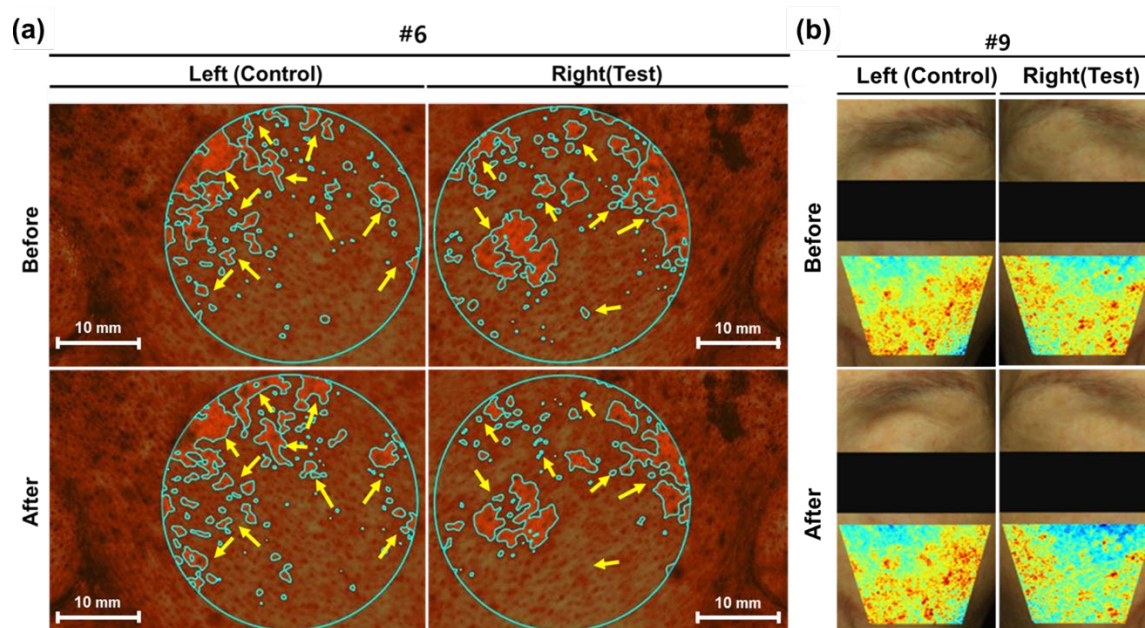 (a)
#6
Left (Control)
Right(Test)
Before
10 mm
10 mm
After
10 mm
10 mm
(b)
#9
Left (Control)
Right(Test)
Before
After